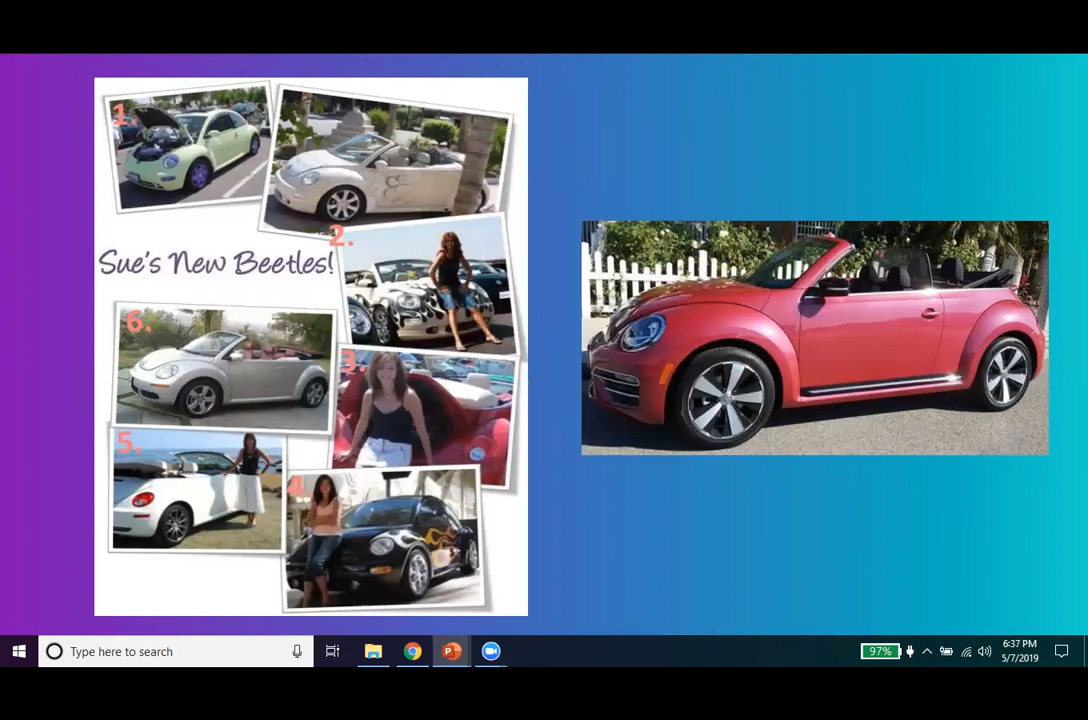 1.
2.
Sue's New Beetles!
6.
3.
5.
4
Type here to search
97%
6:37 PM
5/7/2019